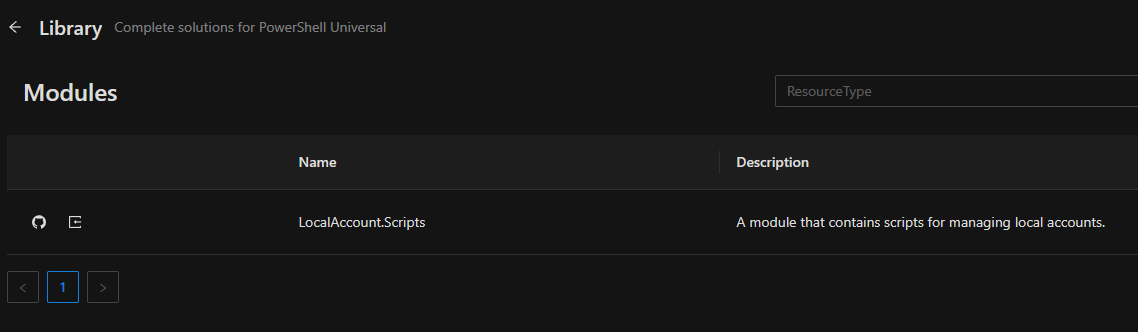 Library Complete solutions for PowerShell Universal
Modules
ResourceType
Name Description
LocalAccount.Scripts A module that contains scripts for managing local accounts.
< 1 >